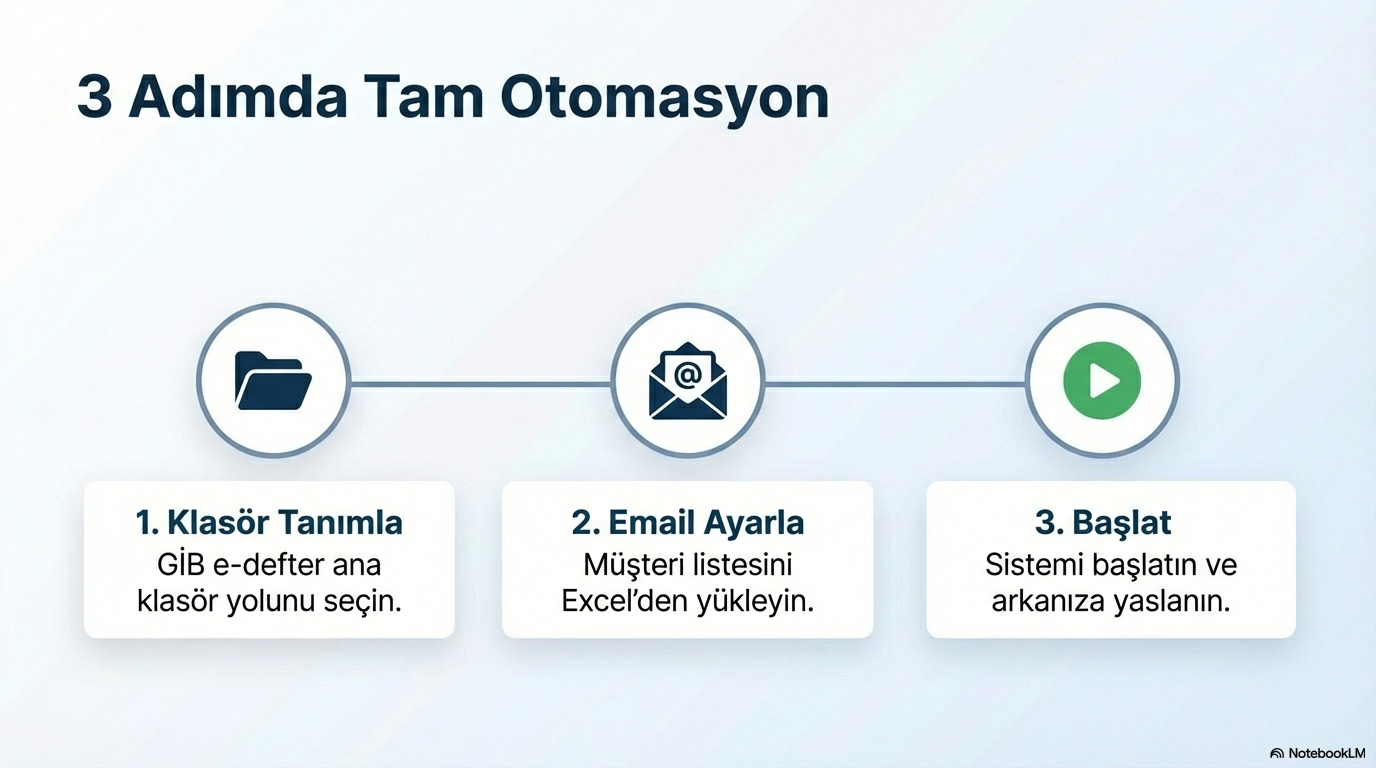 3 Adımda Tam Otomasyon
@
1. Klasör Tanımla
GİB e-defter ana
klasör yolunu seçin.
2. Email Ayarla
Müşteri listesini
Excel’den yükleyin.
3. Başlat
Sistemi başlatın ve
arkanıza yaslanın.
NotebookLM